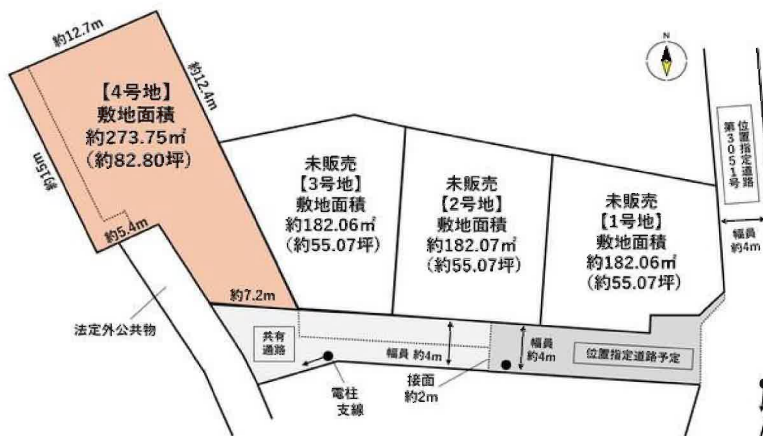 約12.7m
約12.4m
【4号地】
敷地面積
約273.75㎡
（約82.80坪）
約15m
約5.4m
約7.2m
法定外公共物
未販売
【3号地】
敷地面積
約182.06㎡
（約55.07坪）
未販売
【2号地】
敷地面積
約182.07㎡
（約55.07坪）
未販売
【1号地】
敷地面積
約182.06㎡
（約55.07坪）
N
位置指定道路
第3051号
幅員
約4m
共有
通路
幅員 約4m
幅員
約4m
位置指定道路予定
接面
約2m
電柱
支線